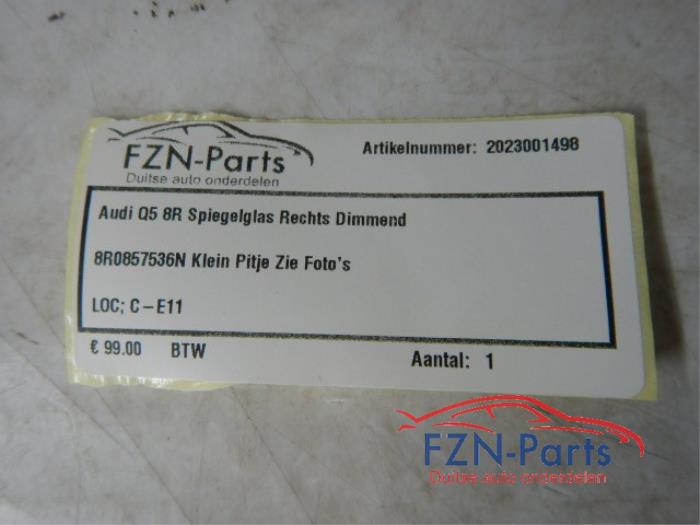 FZN-Parts
Duitse auto onderdelen
Artikelnummer: 2023001498
Audi Q5 8R Spiegelglas Rechts Dimmend
8R0857536N Klein Pitje Zie Foto's
LOC; C-E11
€ 99.00 BTW Aantal: 1
FZN-Parts
Duitse auto onderdelen